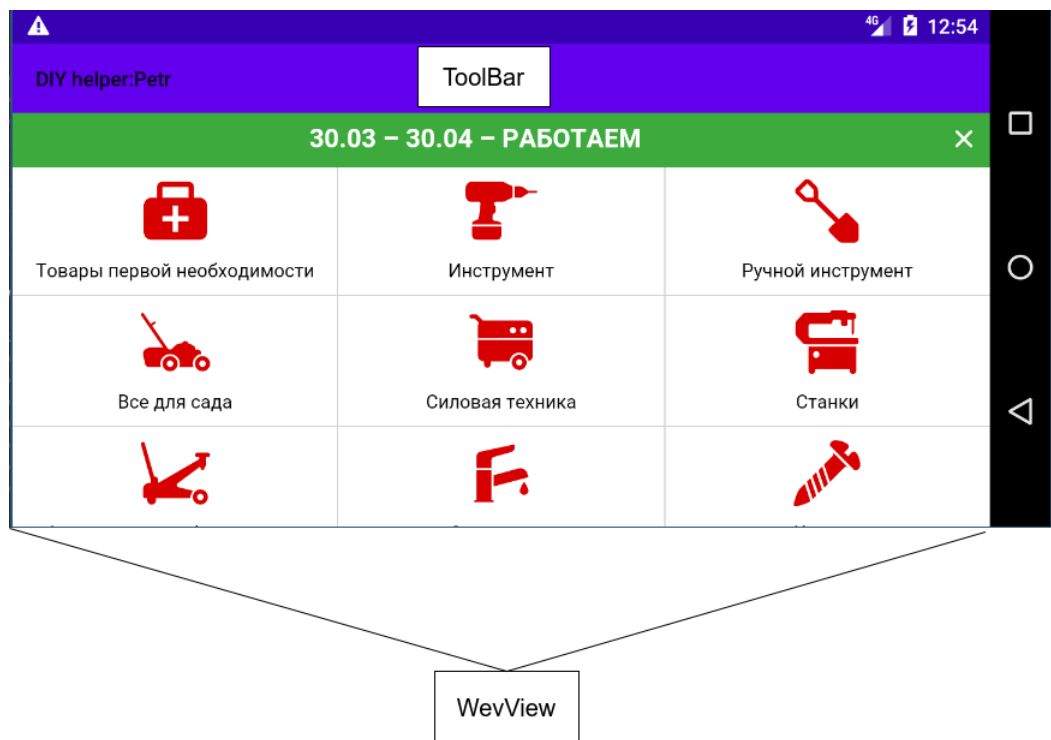 4G 12:54
DIY helper:Petr
ToolBar
30.03 – 30.04 – РАБОТАЕМ
Товары первой необходимости
Инструмент
Ручной инструмент
Все для сада
Силовая техника
Станки
WevView